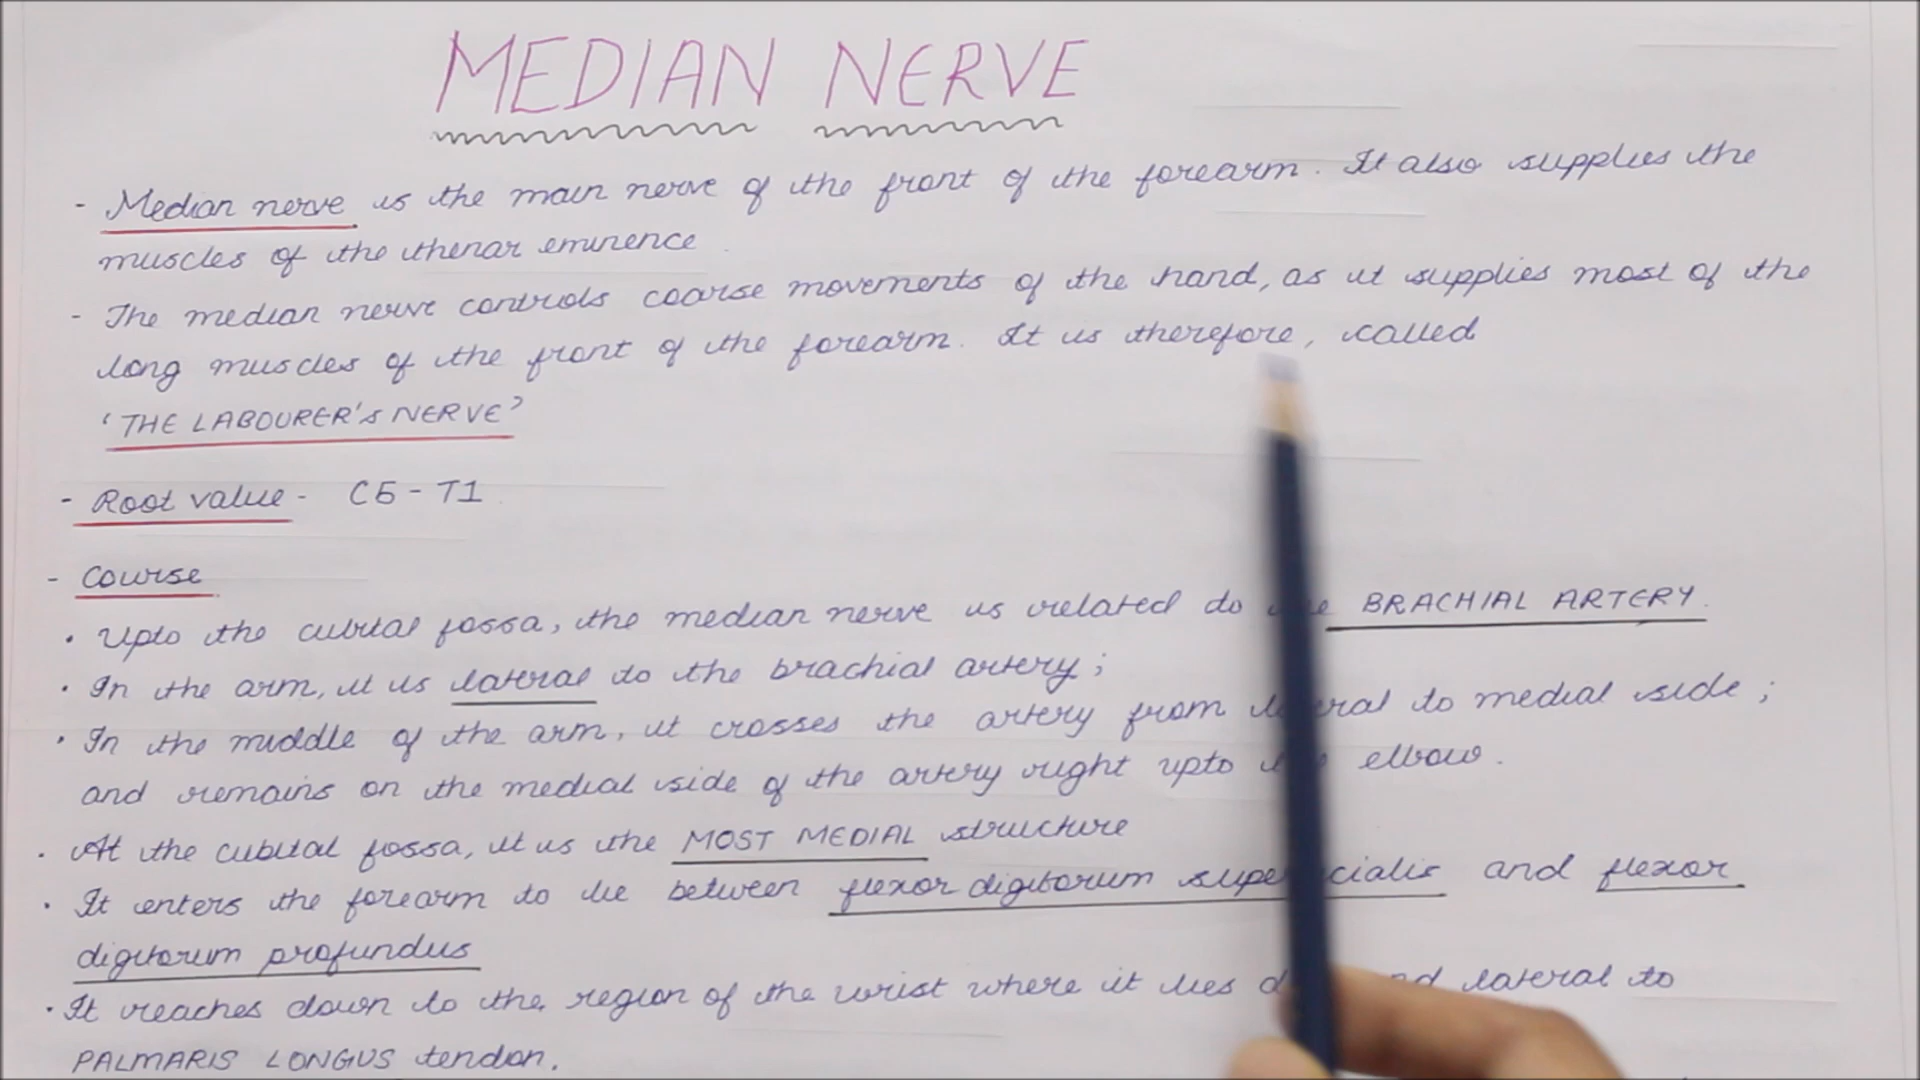 MEDIAN NERVE
- Median nerve is the main nerve of the front of the forearm. It also supplies the
muscles of the thenar eminence
- The median nerve controls coarse movements of the hand, as it supplies most of the
long muscles of the front of the forearm. It is therefore, called
'THE LABOURER'S NERVE'
- Root value - C5 - T1
- Course
• Upto the cubital fossa, the median nerve is related to BRACHIAL ARTERY.
• In the arm, it is lateral to the brachial artery;
• In the middle of the arm, it crosses the artery from lateral to medial side;
and remains on the medial side of the artery right upto elbow.
• At the cubital fossa, it is the MOST MEDIAL structure
• It enters the forearm to lie between flexor digitorum superficialis and flexor
digitorum profundus
• It reaches down to the region of the wrist where it lies lateral to
PALMARIS LONGUS tendon.